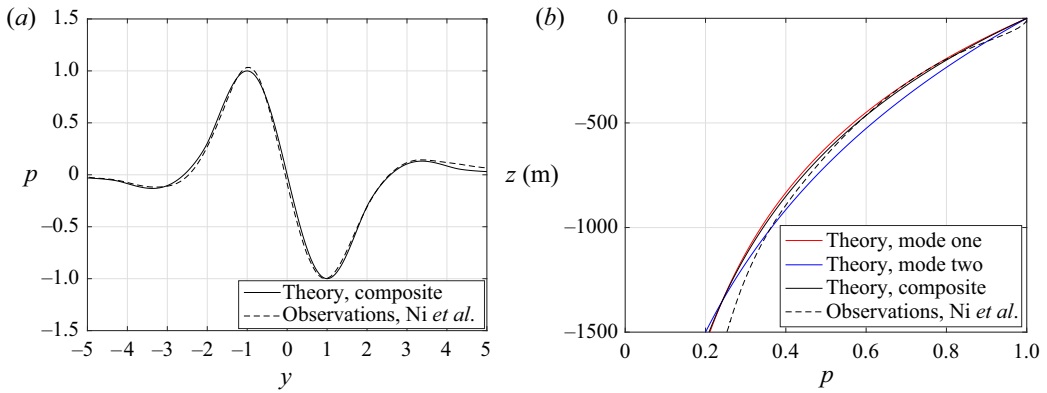 (a)
1.5
1.0
0.5
p 0
–0.5
–1.0
–1.5
–5 –4 –3 –2 –1 0 1 2 3 4 5
y
Theory, composite
Observations, Ni et al.
(b)
0
–500
z (m)
–1000
–1500
0 0.2 0.4 0.6 0.8 1.0
p
Theory, mode one
Theory, mode two
Theory, composite
Observations, Ni et al.